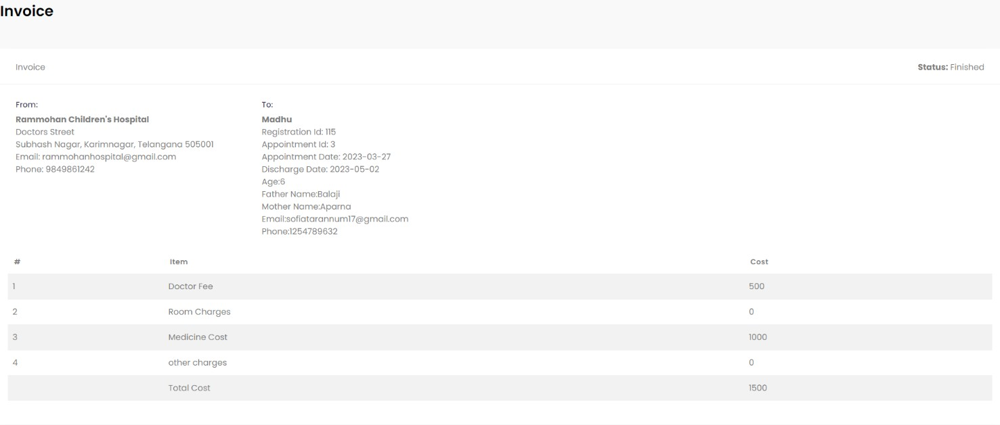 Invoice
Invoice
Status: Finished
From:
Rammohan Children's Hospital
Doctors Street
Subhash Nagar, Karimnagar, Telangana 505001
Email: rammohanhospital@gmail.com
Phone: 9849861242
To:
Madhu
Registration Id: 115
Appointment Id: 3
Appointment Date: 2023-03-27
Discharge Date: 2023-05-02
Age:6
Father Name:Balaji
Mother Name:Aparna
Email:sofiatarannum17@gmail.com
Phone:1254789632
# Item Cost
1 Doctor Fee 500
2 Room Charges 0
3 Medicine Cost 1000
4 other charges 0
Total Cost 1500